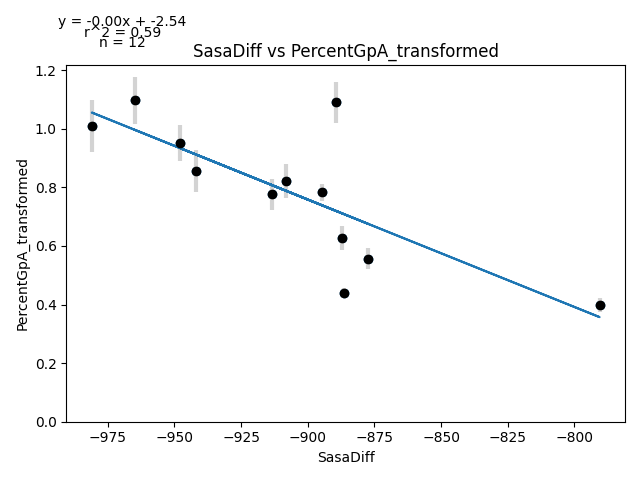 y = -0.00x + -2.54
r^2 = 0.59
n = 12
SasaDiff vs PercentGpA_transformed
1.2
1.0
0.8
0.6
0.4
0.2
0.0
PercentGpA_transformed
−975 −950 −925 −900 −875 −850 −825 −800
SasaDiff